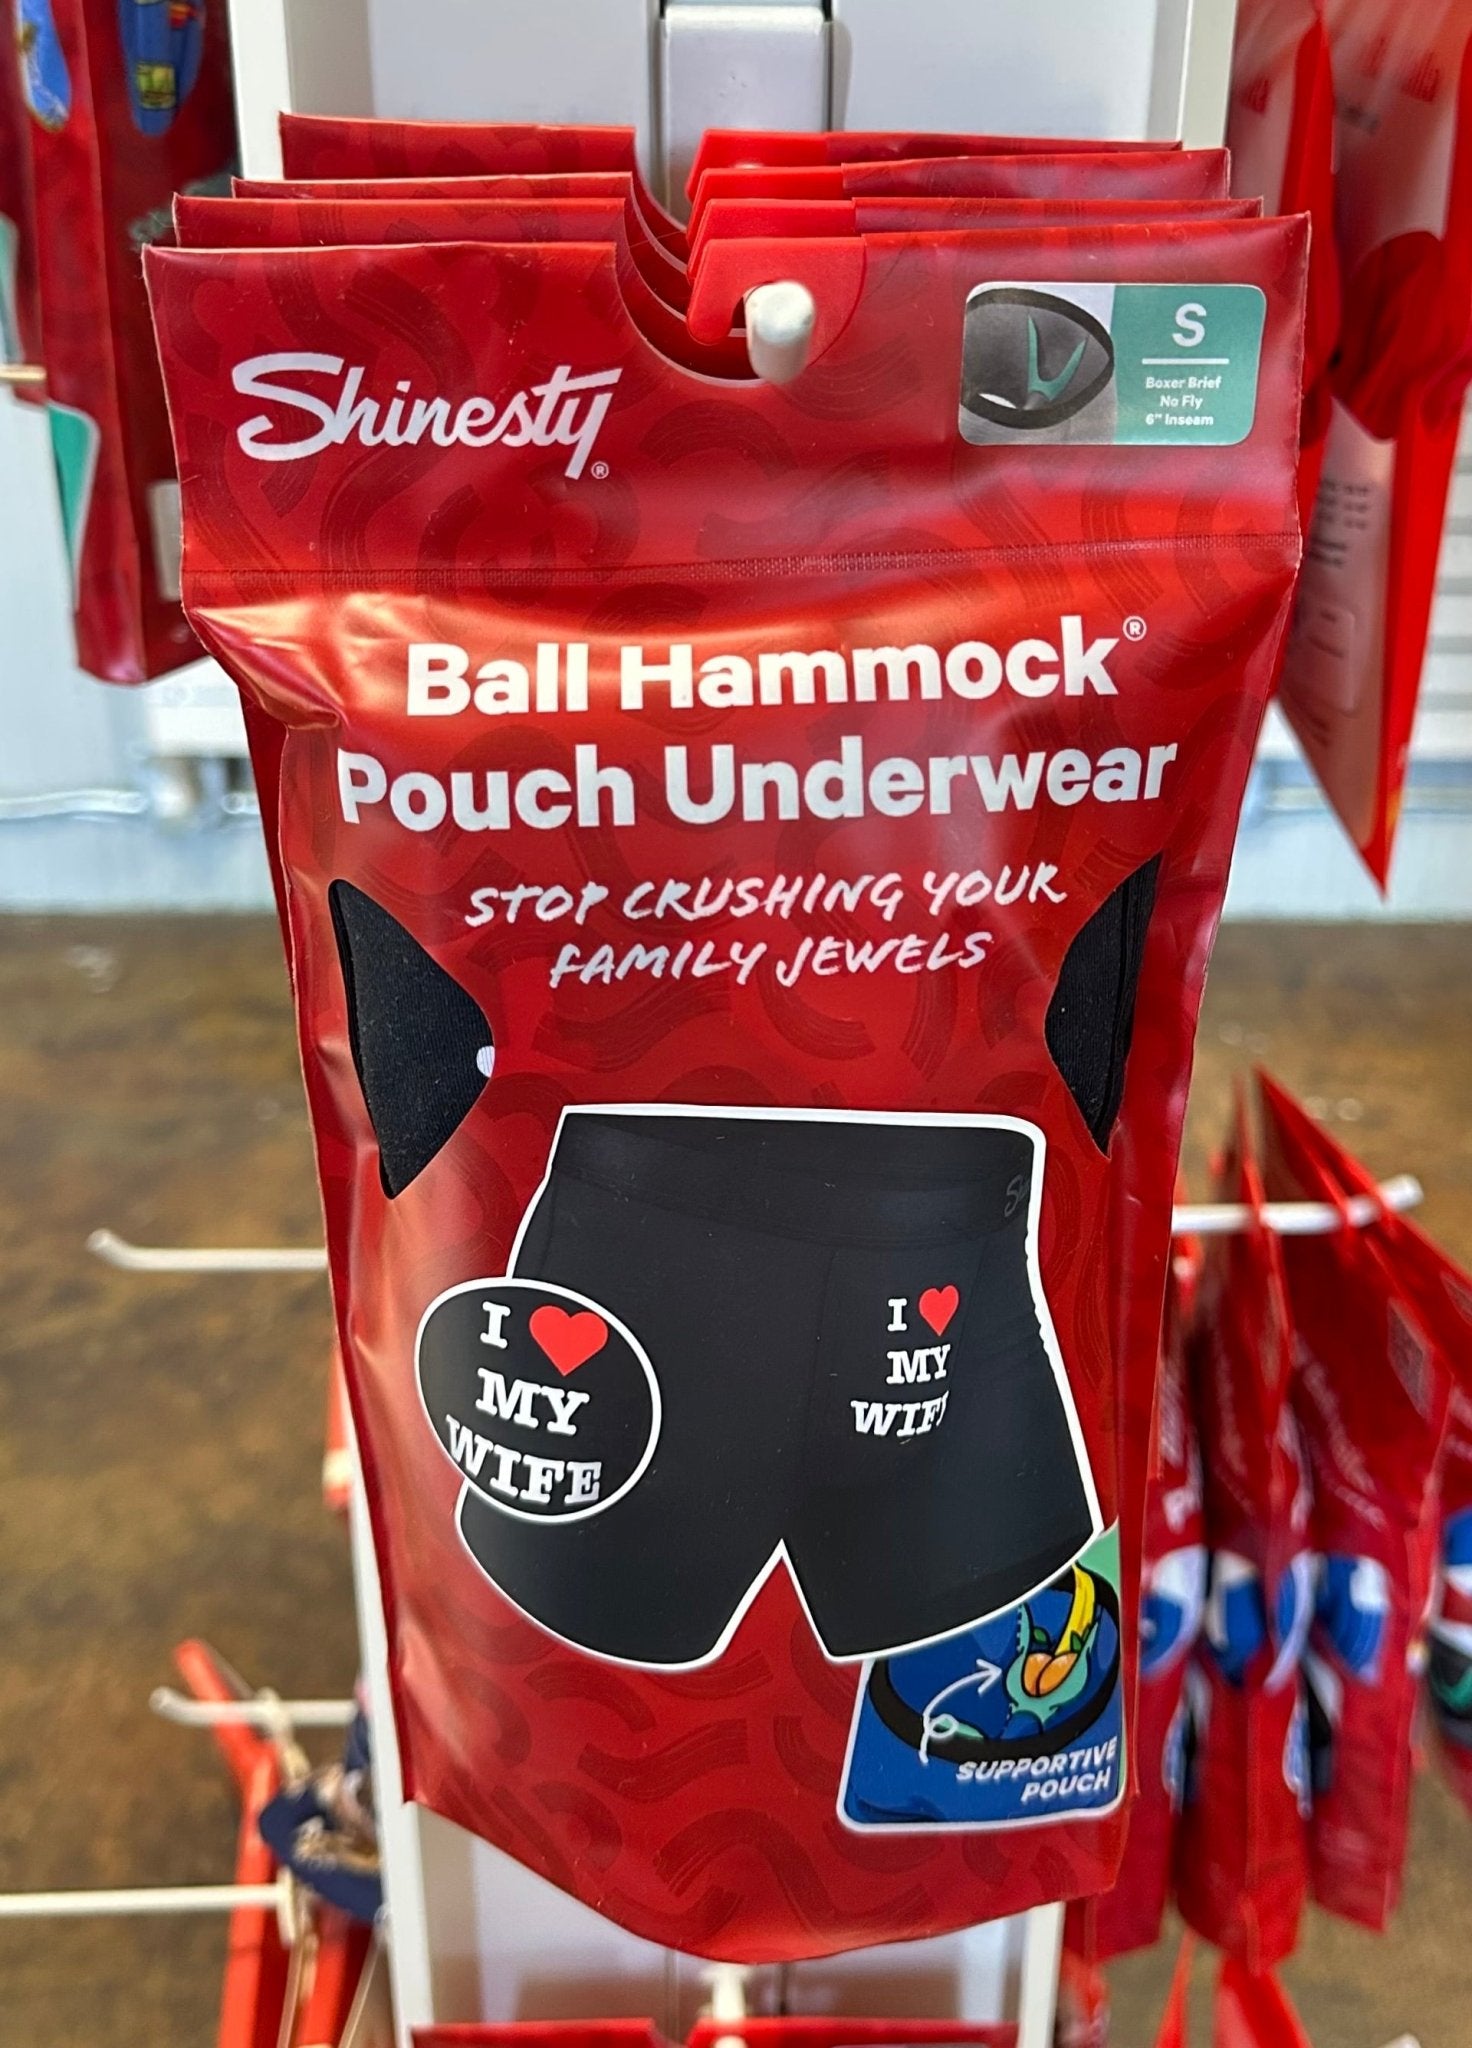 Shinesty®
S
Boxer Brief
No Fly
6" Inseam
Ball Hammock®
Pouch Underwear
STOP CRUSHING YOUR
FAMILY JEWELS
I ❤
MY
WIFE
I ❤
MY
WIFE
SUPPORTIVE
POUCH